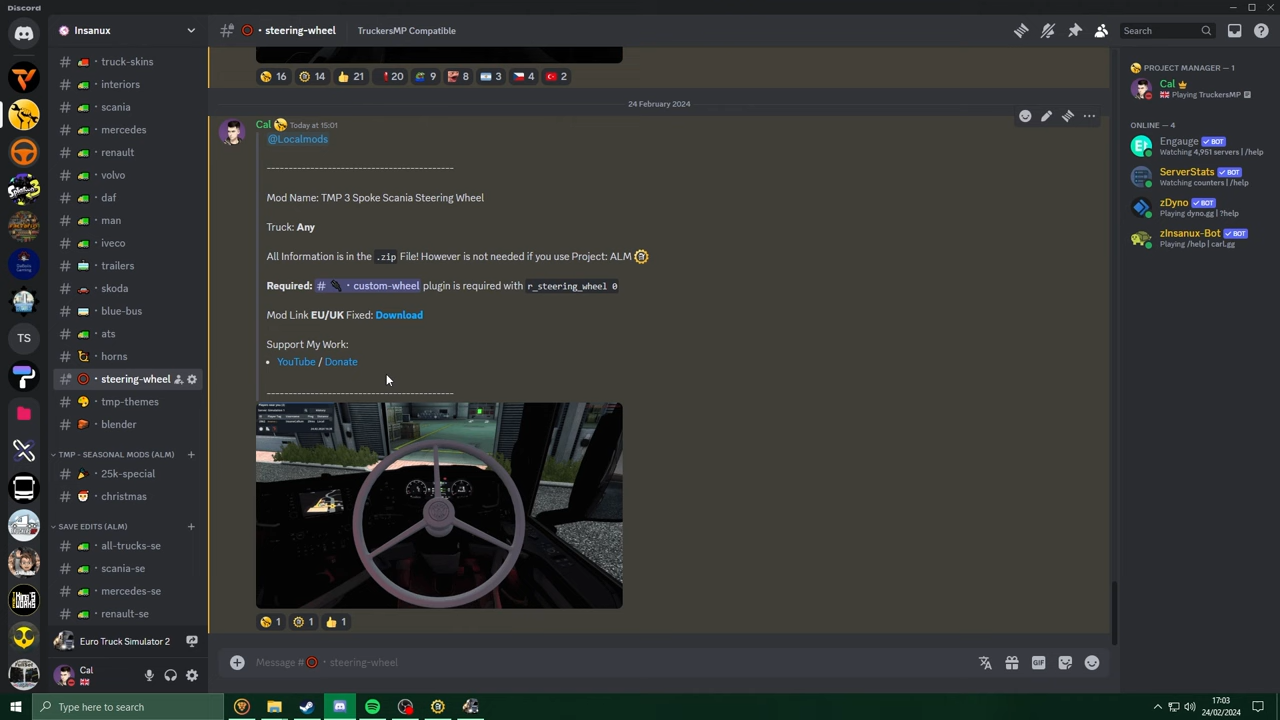 Discord
Insanux
truck-skins
interiors
scania
mercedes
renault
volvo
daf
man
iveco
trailers
skoda
blue-bus
ats
horns
steering-wheel
tmp-themes
blender
TMP - SEASONAL MODS (ALM)
25k-special
christmas
SAVE EDITS (ALM)
all-trucks-se
scania-se
mercedes-se
renault-se
Euro Truck Simulator 2
Cal
TS
steering-wheel TruckersMP Compatible
Search
16 14 21 20 9 8 3 4 2
24 February 2024
Cal Today at 15:01
@Localmods
-------------------------------------------
Mod Name: TMP 3 Spoke Scania Steering Wheel
Truck: Any
All Information is in the .zip File! However is not needed if you use Project: ALM
Required: # custom-wheel plugin is required with r_steering_wheel 0
Mod Link EU/UK Fixed: Download
Support My Work:
• YouTube / Donate
-------------------------------------------
1 1 1
Message # · steering-wheel
GIF
PROJECT MANAGER — 1
Cal
Playing TruckersMP
ONLINE — 4
Engauge ✓ BOT
Watching 4,951 servers | /help
ServerStats ✓ BOT
Watching counters | /help
zDyno ✓ BOT
Playing dyno.gg | ?help
zInsanux-Bot ✓ BOT
Playing /help | carl.gg
Type here to search
17:03
24/02/2024